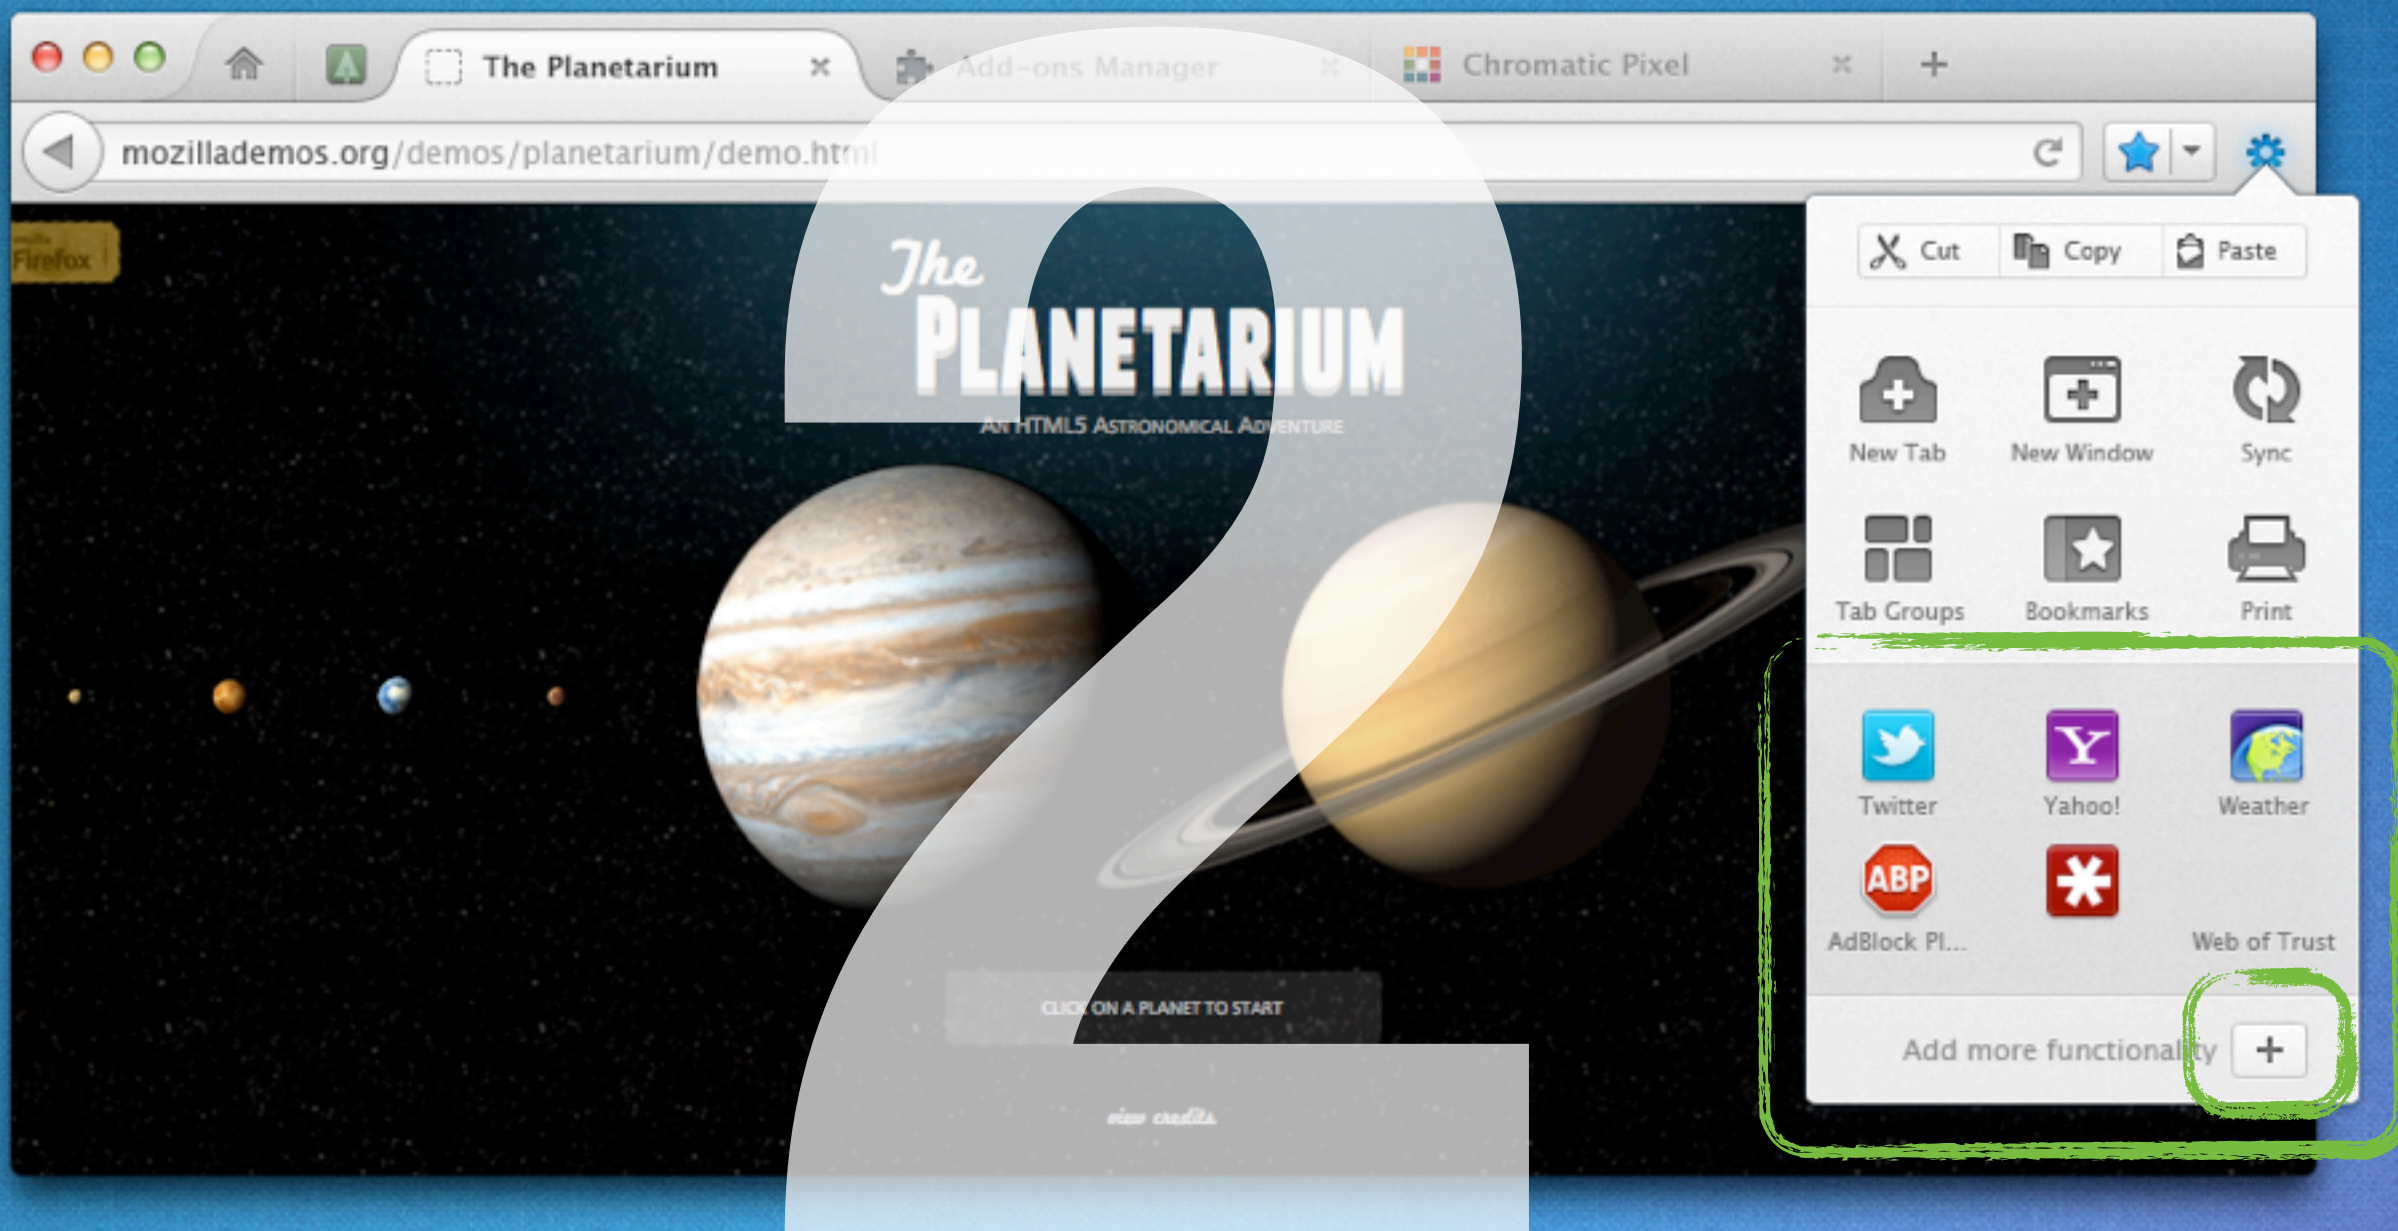 The Planetarium
Add-ons Manager
Chromatic Pixel
mozillademos.org/demos/planetarium/demo.html
mozilla
Firefox
The
PLANETARIUM
AN HTML5 ASTRONOMICAL ADVENTURE
CLICK ON A PLANET TO START
view credits
2
Cut Copy Paste
New Tab New Window Sync
Tab Groups Bookmarks Print
Y
Twitter Yahoo! Weather
ABP
AdBlock Pl... Web of Trust
Add more functionality